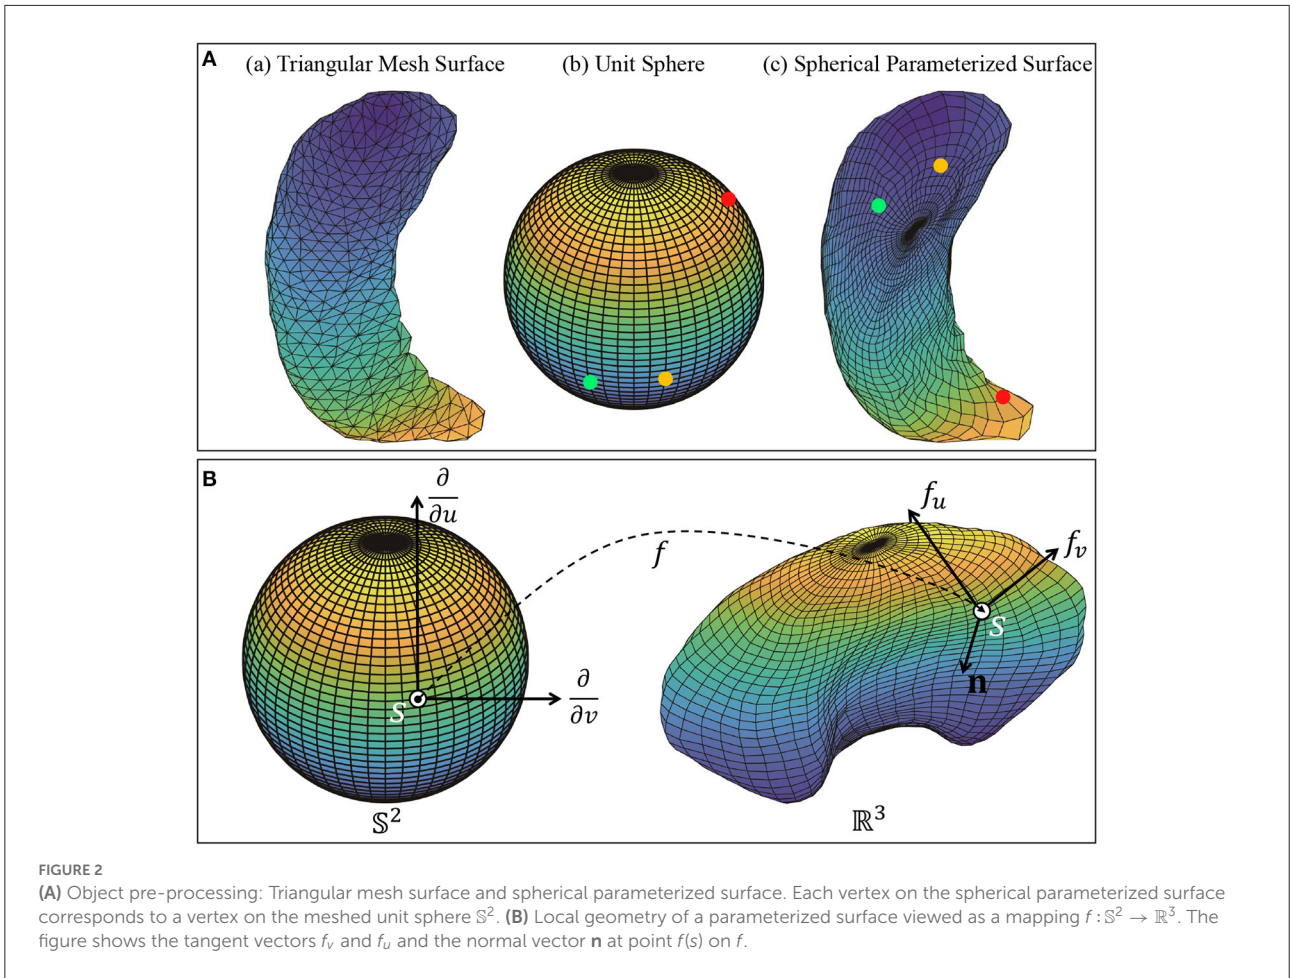 A
(a) Triangular Mesh Surface (b) Unit Sphere (c) Spherical Parameterized Surface
B
∂/∂u
f
f_u
f_v
S
S
n
∂/∂v
𝕊²
ℝ³
FIGURE 2
(A) Object pre-processing: Triangular mesh surface and spherical parameterized surface. Each vertex on the spherical parameterized surface
corresponds to a vertex on the meshed unit sphere 𝕊². (B) Local geometry of a parameterized surface viewed as a mapping f : 𝕊² → ℝ³. The
figure shows the tangent vectors f_v and f_u and the normal vector n at point f(s) on f.